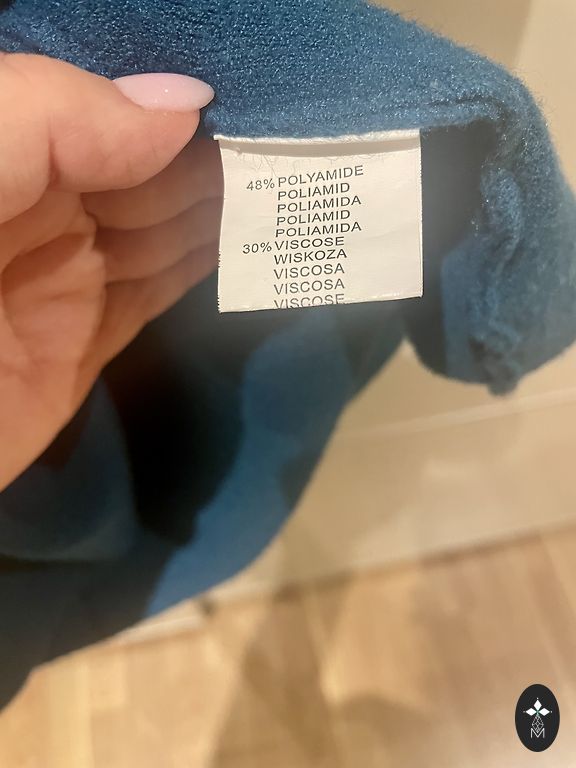 48% POLYAMIDE
POLIAMID
POLIAMIDA
POLIAMID
POLIAMIDA
30% VISCOSE
WISKOZA
VISCOSA
VISCOSA
VISCOSE